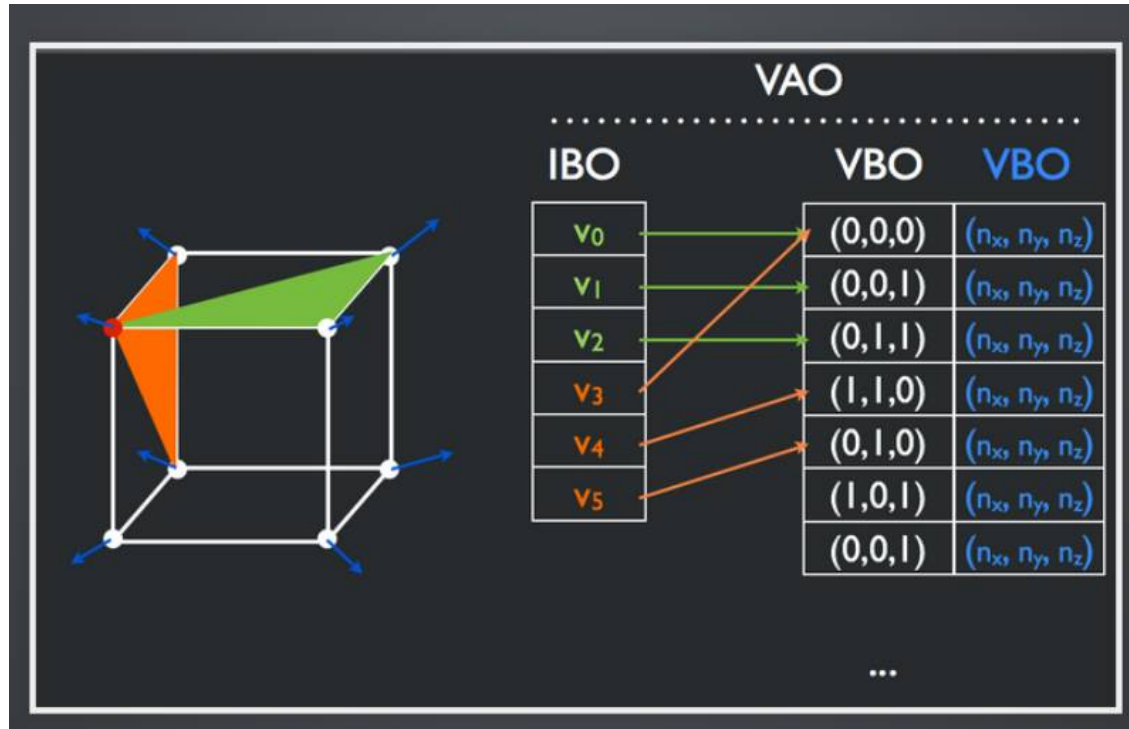 VAO
IBO VBO VBO
v0 (0,0,0) (nx, ny, nz)
v1 (0,0,1) (nx, ny, nz)
v2 (0,1,1) (nx, ny, nz)
v3 (1,1,0) (nx, ny, nz)
v4 (0,1,0) (nx, ny, nz)
v5 (1,0,1) (nx, ny, nz)
(0,0,1) (nx, ny, nz)
...